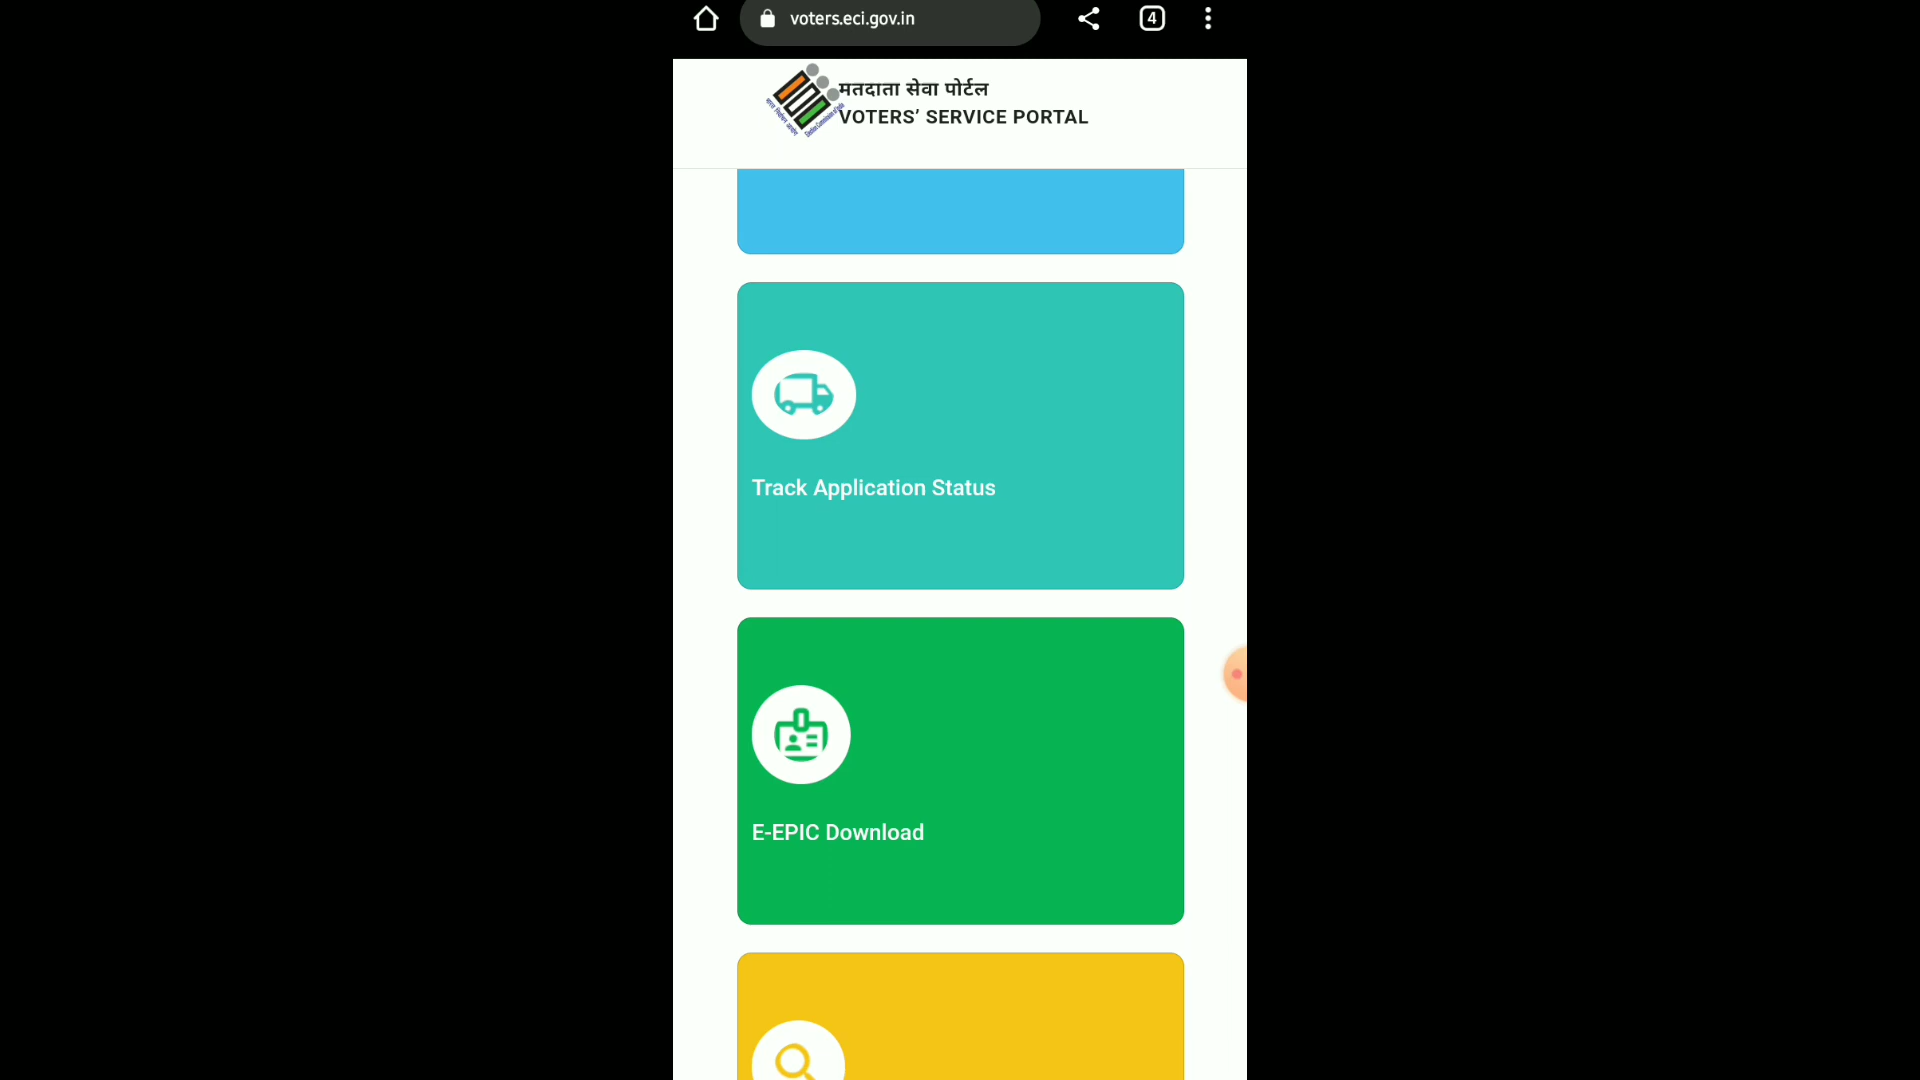 voters.eci.gov.in
4
मतदाता सेवा पोर्टल
VOTERS’ SERVICE PORTAL
Track Application Status
E-EPIC Download